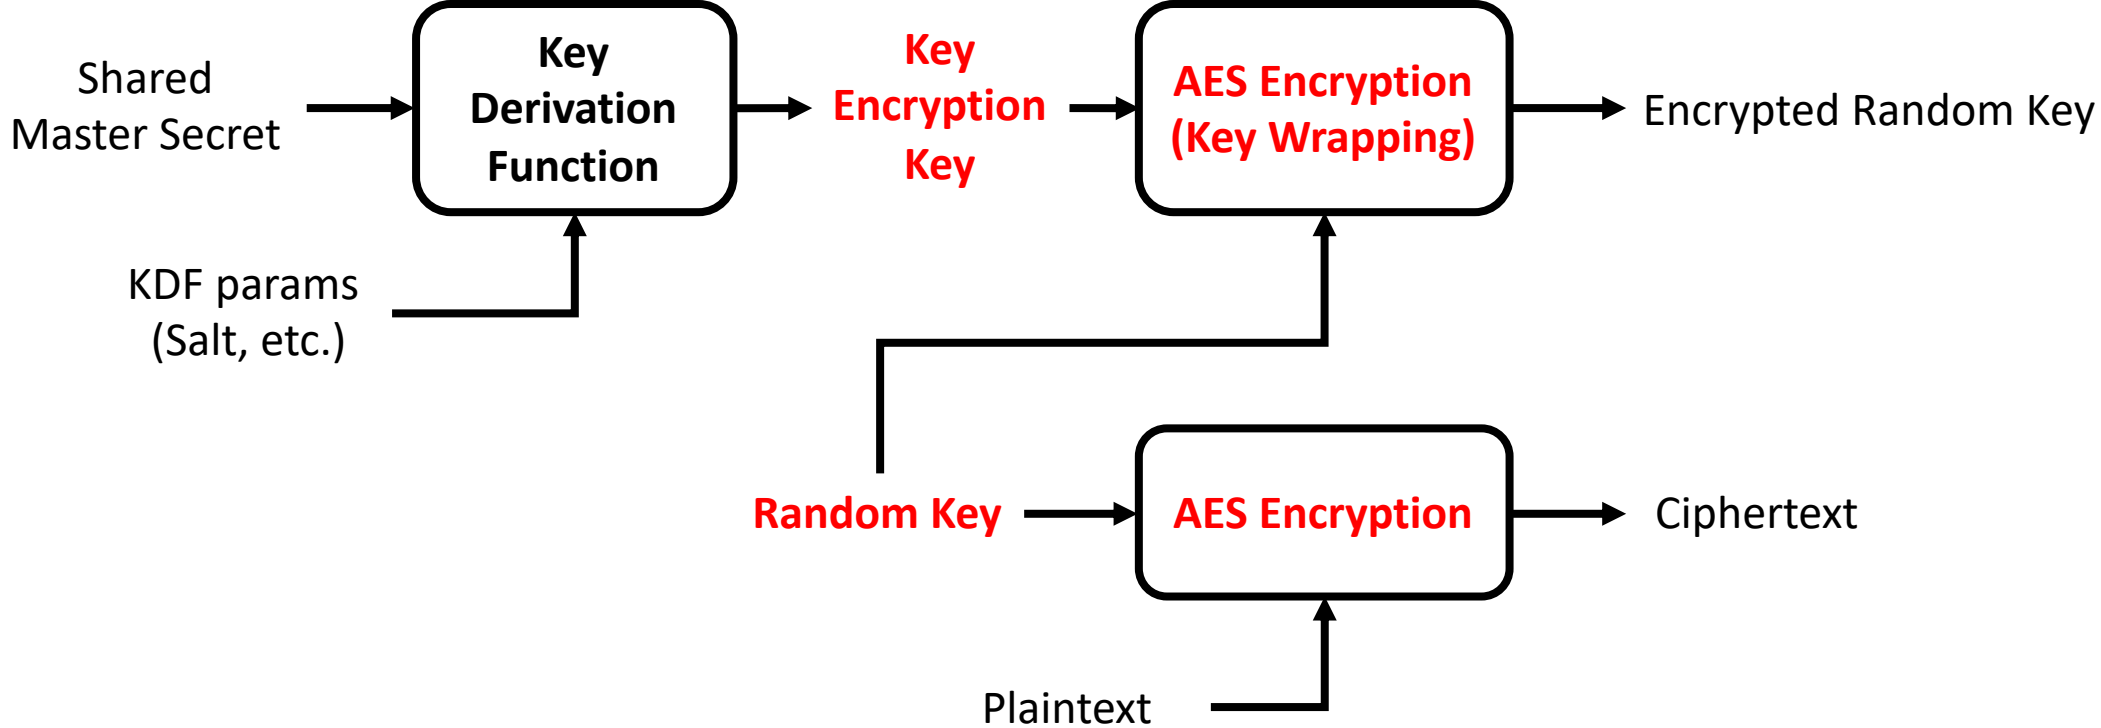 Shared
Master Secret
Key
Derivation
Function
Key
Encryption
Key
AES Encryption
(Key Wrapping)
Encrypted Random Key
KDF params
(Salt, etc.)
Random Key
AES Encryption
Ciphertext
Plaintext